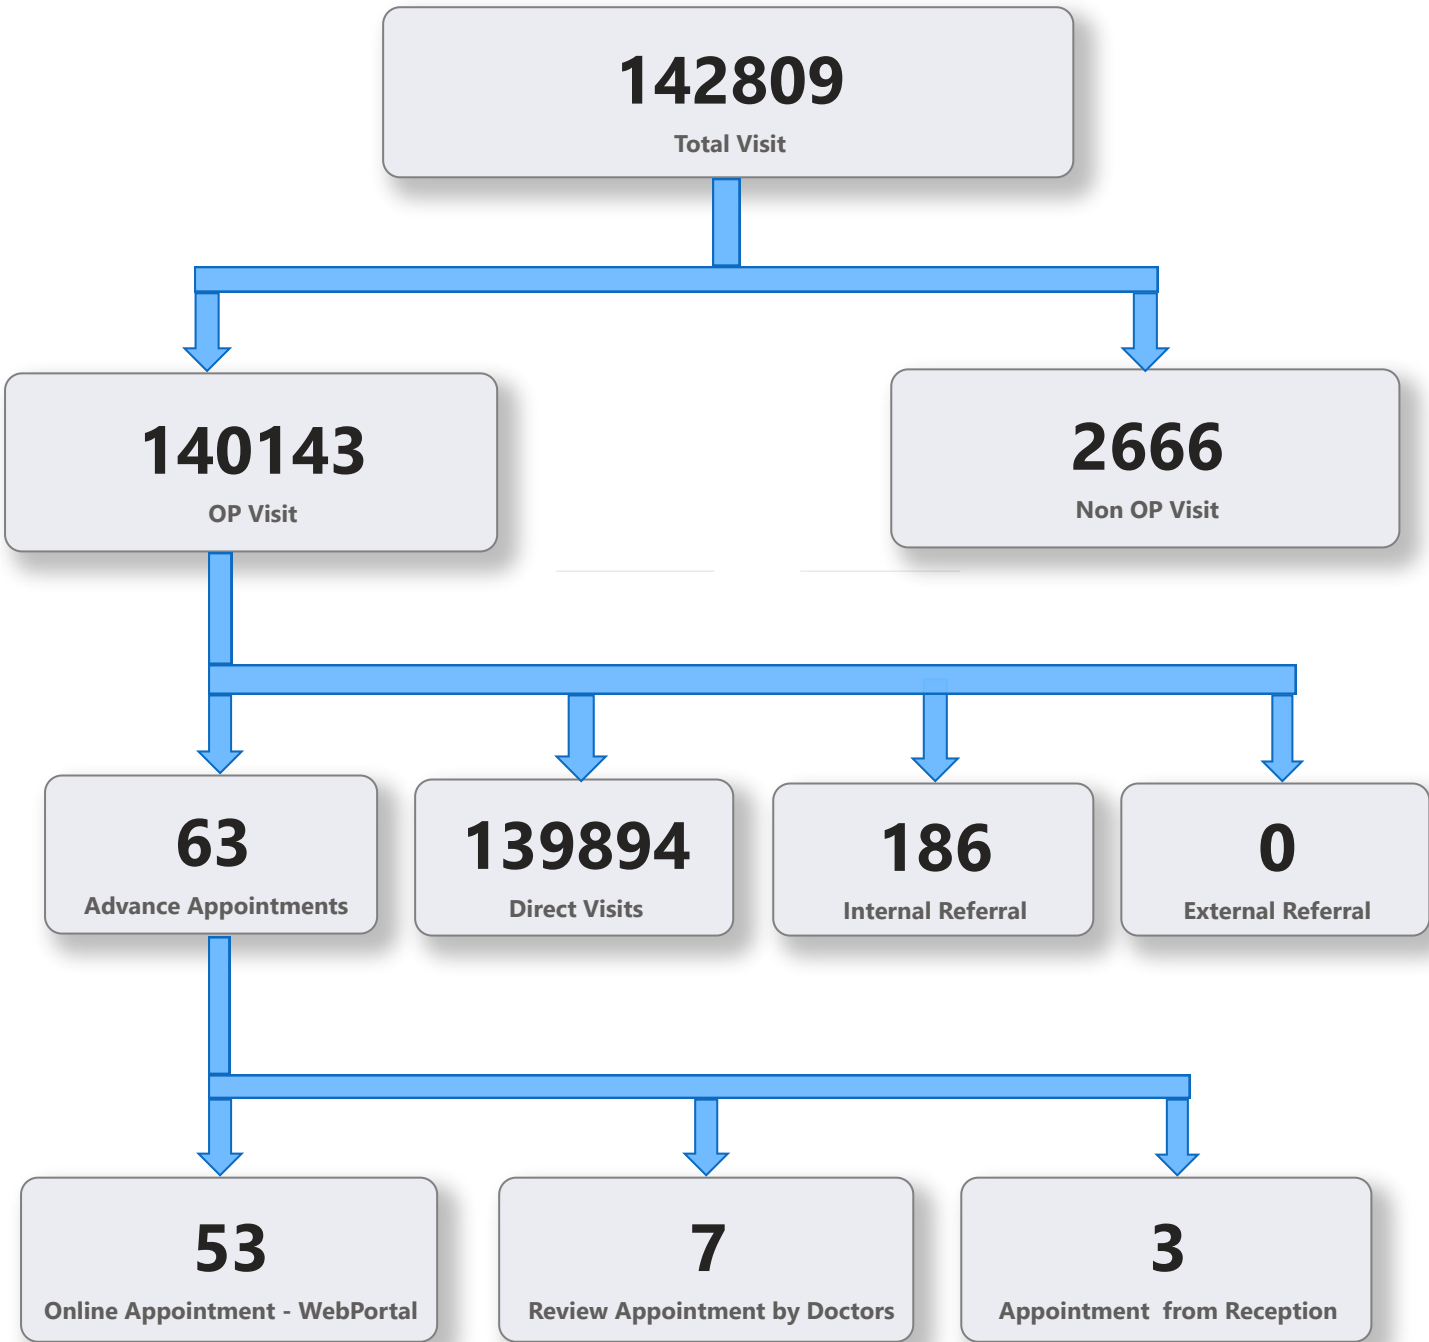 142809
Total Visit
140143
OP Visit
2666
Non OP Visit
63
Advance Appointments
139894
Direct Visits
186
Internal Referral
0
External Referral
53
Online Appointment - WebPortal
7
Review Appointment by Doctors
3
Appointment  from Reception